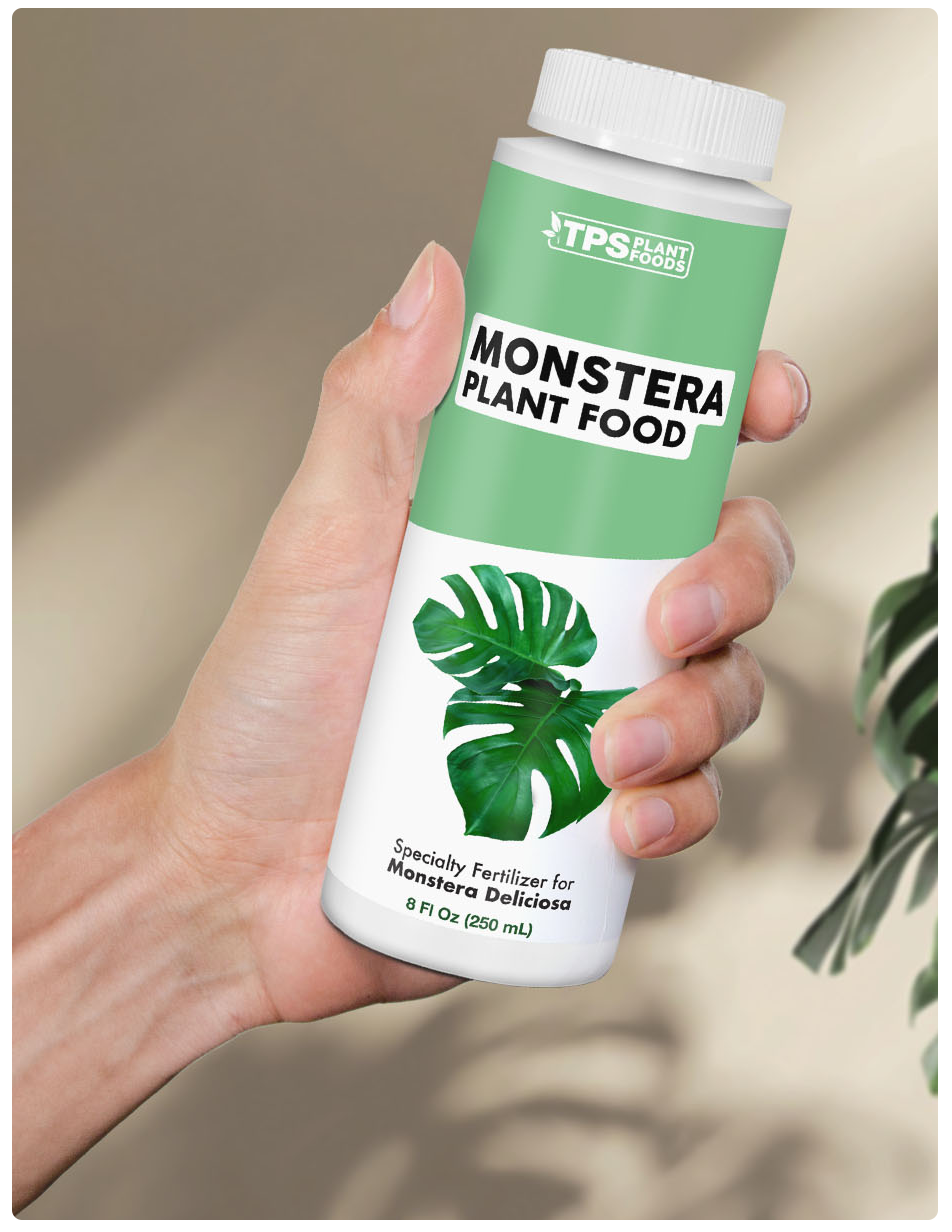 TPS PLANT FOODS
MONSTERA
PLANT FOOD
Specialty Fertilizer for
Monstera Deliciosa
8 Fl Oz (250 mL)